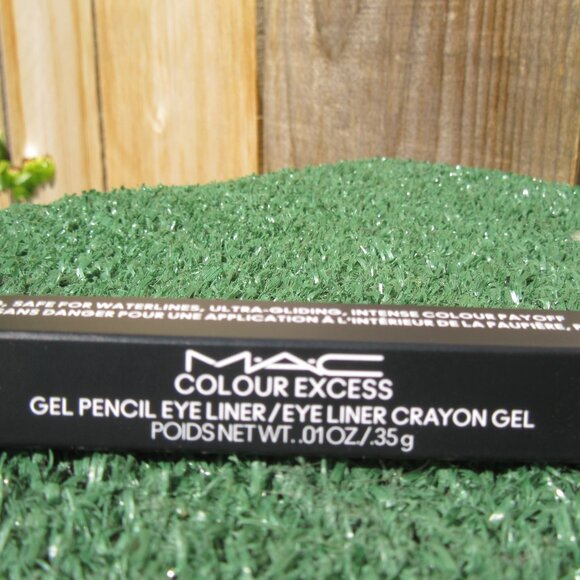 SAFE FOR WATERLINES, ULTRA-GLIDING, INTENSE COLOUR PAYOFF
SANS DANGER POUR UNE APPLICATION À L'INTÉRIEUR DE LA PAUPIÈRE,
M·A·C
COLOUR EXCESS
GEL PENCIL EYE LINER/EYE LINER CRAYON GEL
POIDS NET WT. .01 OZ/.35 g